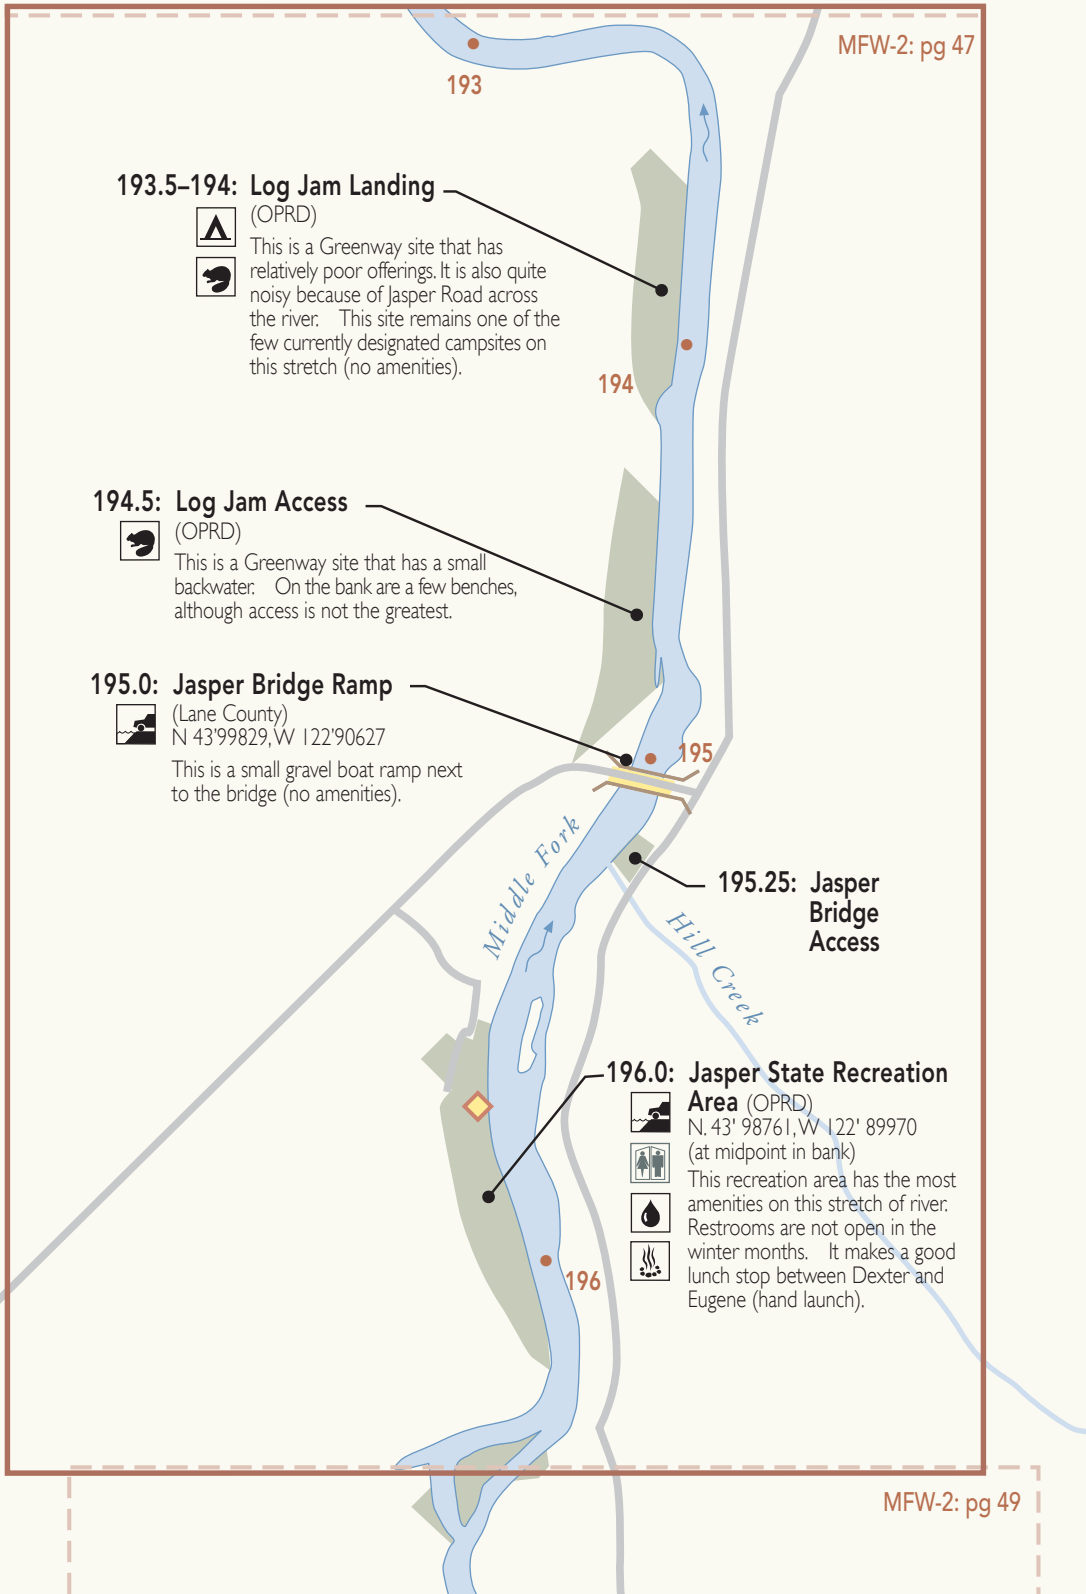 MFW-2: pg 47
193
193.5–194: Log Jam Landing
(OPRD)
This is a Greenway site that has
relatively poor offerings. It is also quite
noisy because of Jasper Road across
the river. This site remains one of the
few currently designated campsites on
this stretch (no amenities).
194
194.5: Log Jam Access
(OPRD)
This is a Greenway site that has a small
backwater. On the bank are a few benches,
although access is not the greatest.
195.0: Jasper Bridge Ramp
(Lane County)
N 43'99829, W 122'90627
This is a small gravel boat ramp next
to the bridge (no amenities).
195
Middle Fork
195.25: Jasper
Bridge
Access
Hill Creek
196.0: Jasper State Recreation
Area (OPRD)
N. 43' 98761, W 122' 89970
(at midpoint in bank)
This recreation area has the most
amenities on this stretch of river.
Restrooms are not open in the
winter months. It makes a good
lunch stop between Dexter and
Eugene (hand launch).
196
MFW-2: pg 49